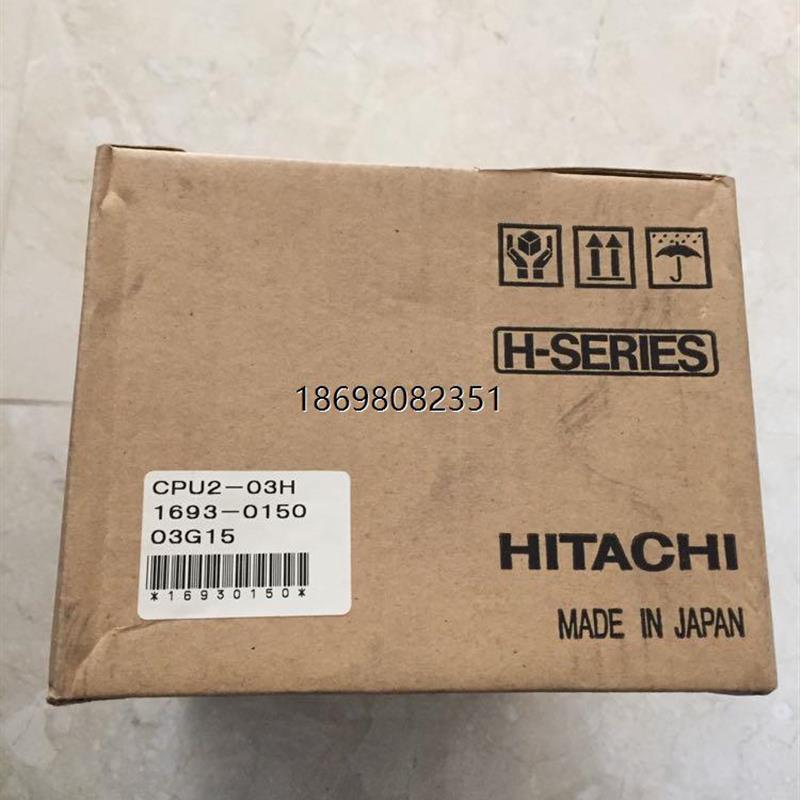 H-SERIES
18698082351
CPU2-03H
1693-0150
03G15
*16930150*
HITACHI
MADE IN JAPAN